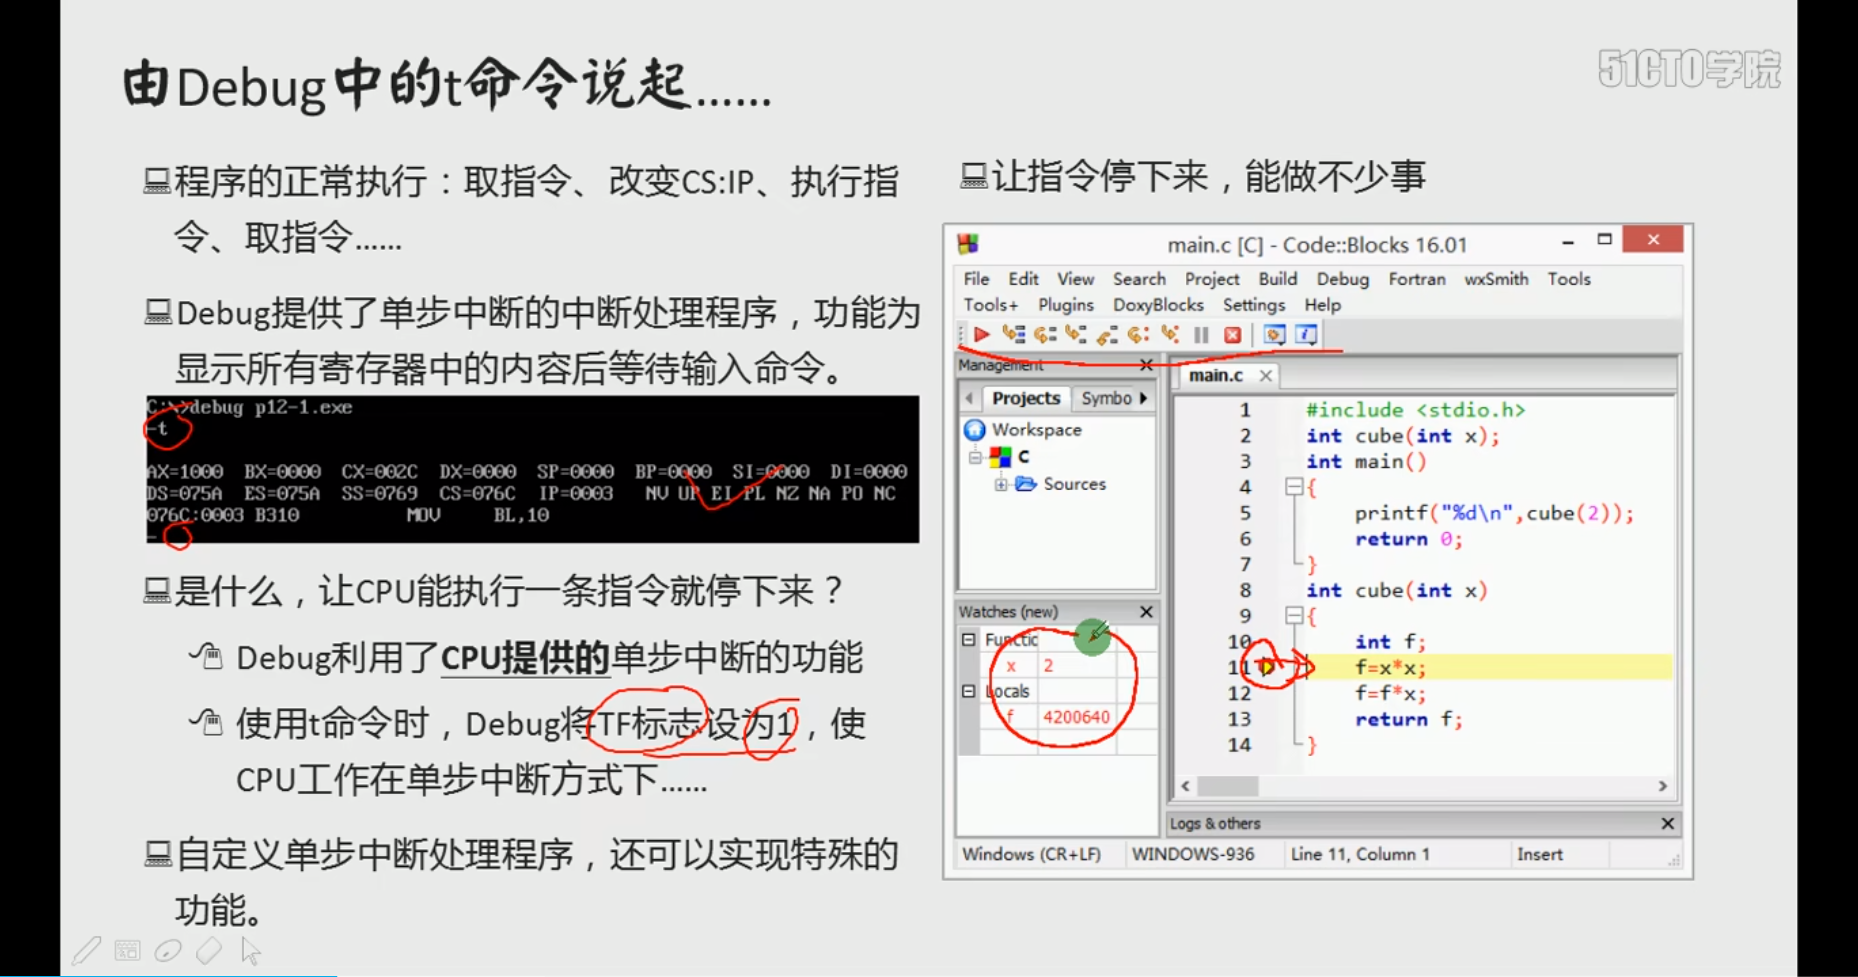 由Debug中的t命令说起……
51CTO学院
程序的正常执行：取指令、改变CS:IP、执行指
令、取指令……
Debug提供了单步中断的中断处理程序，功能为
显示所有寄存器中的内容后等待输入命令。
C:\>debug p12-1.exe
-t
AX=1000 BX=0000 CX=002C DX=0000 SP=0000 BP=0000 SI=0000 DI=0000
DS=075A ES=075A SS=0769 CS=076C IP=0003 NV UP EI PL NZ NA PO NC
076C:0003 B310 MOV BL,10
-
是什么，让CPU能执行一条指令就停下来？
Debug利用了CPU提供的单步中断的功能
使用t命令时，Debug将TF标志设为1，使
CPU工作在单步中断方式下……
自定义单步中断处理程序，还可以实现特殊的
功能。
让指令停下来，能做不少事
main.c [C] - Code::Blocks 16.01
File Edit View Search Project Build Debug Fortran wxSmith Tools
Tools+ Plugins DoxyBlocks Settings Help
Management
Projects Symbo
Workspace
C
Sources
Watches (new)
Functic
x 2
Locals
f 4200640
main.c
1 #include <stdio.h>
2 int cube(int x);
3 int main()
4 {
5 printf("%d\n",cube(2));
6 return 0;
7 }
8 int cube(int x)
9 {
10 int f;
11 f=x*x;
12 f=f*x;
13 return f;
14 }
Logs & others
Windows (CR+LF) WINDOWS-936 Line 11, Column 1 Insert